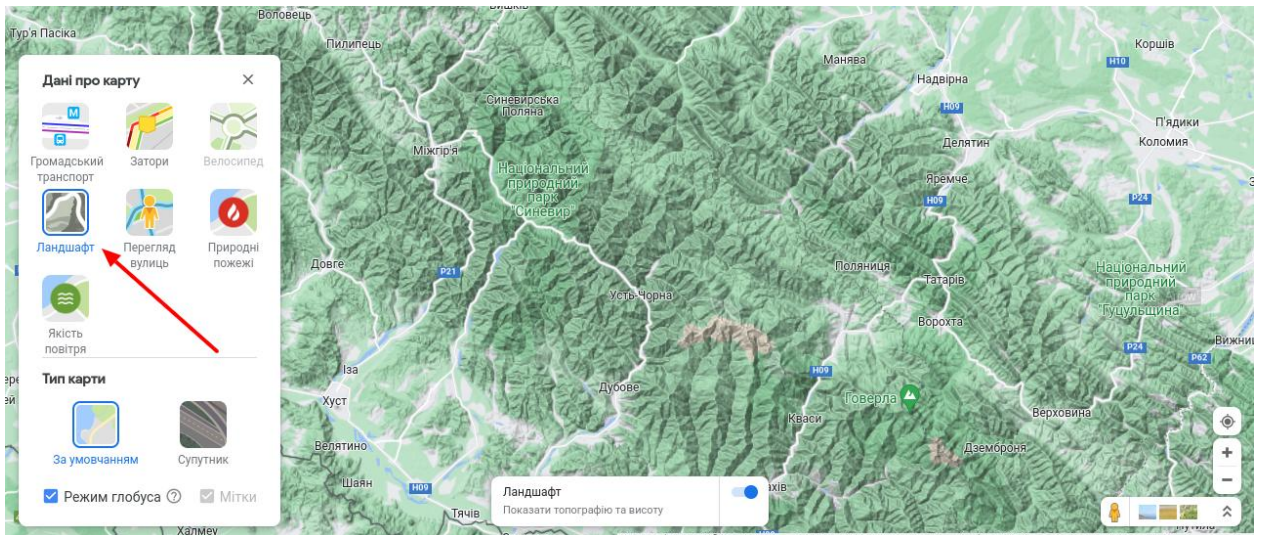 Воловець
Тур'я Пасіка
Пилипець
Коршів
H10
Манява
Надвірна
H09
Синевирська
Поляна
П'ядики
Коломия
Делятин
Міжгір'я
Національний
природний
парк
"Синевир"
Яремче
H09
P24
Довге
P21
Поляниця
Татарів
Національний
природний
парк
"Гуцульщина"
Усть-Чорна
Ворохта
P24
P62
Вижни
Іза
H09
Хуст
Дубове
Говерла
Кваси
Верховина
Велятино
Дземброня
Шаян
H09
Тячів
Халмеу
Дані про карту
Громадський
транспорт
Затори
Велосипед
Ландшафт
Перегляд
вулиць
Природні
пожежі
Якість
повітря
Тип карти
За умовчанням
Супутник
Режим глобуса
Мітки
Ландшафт
Показати топографію та висоту